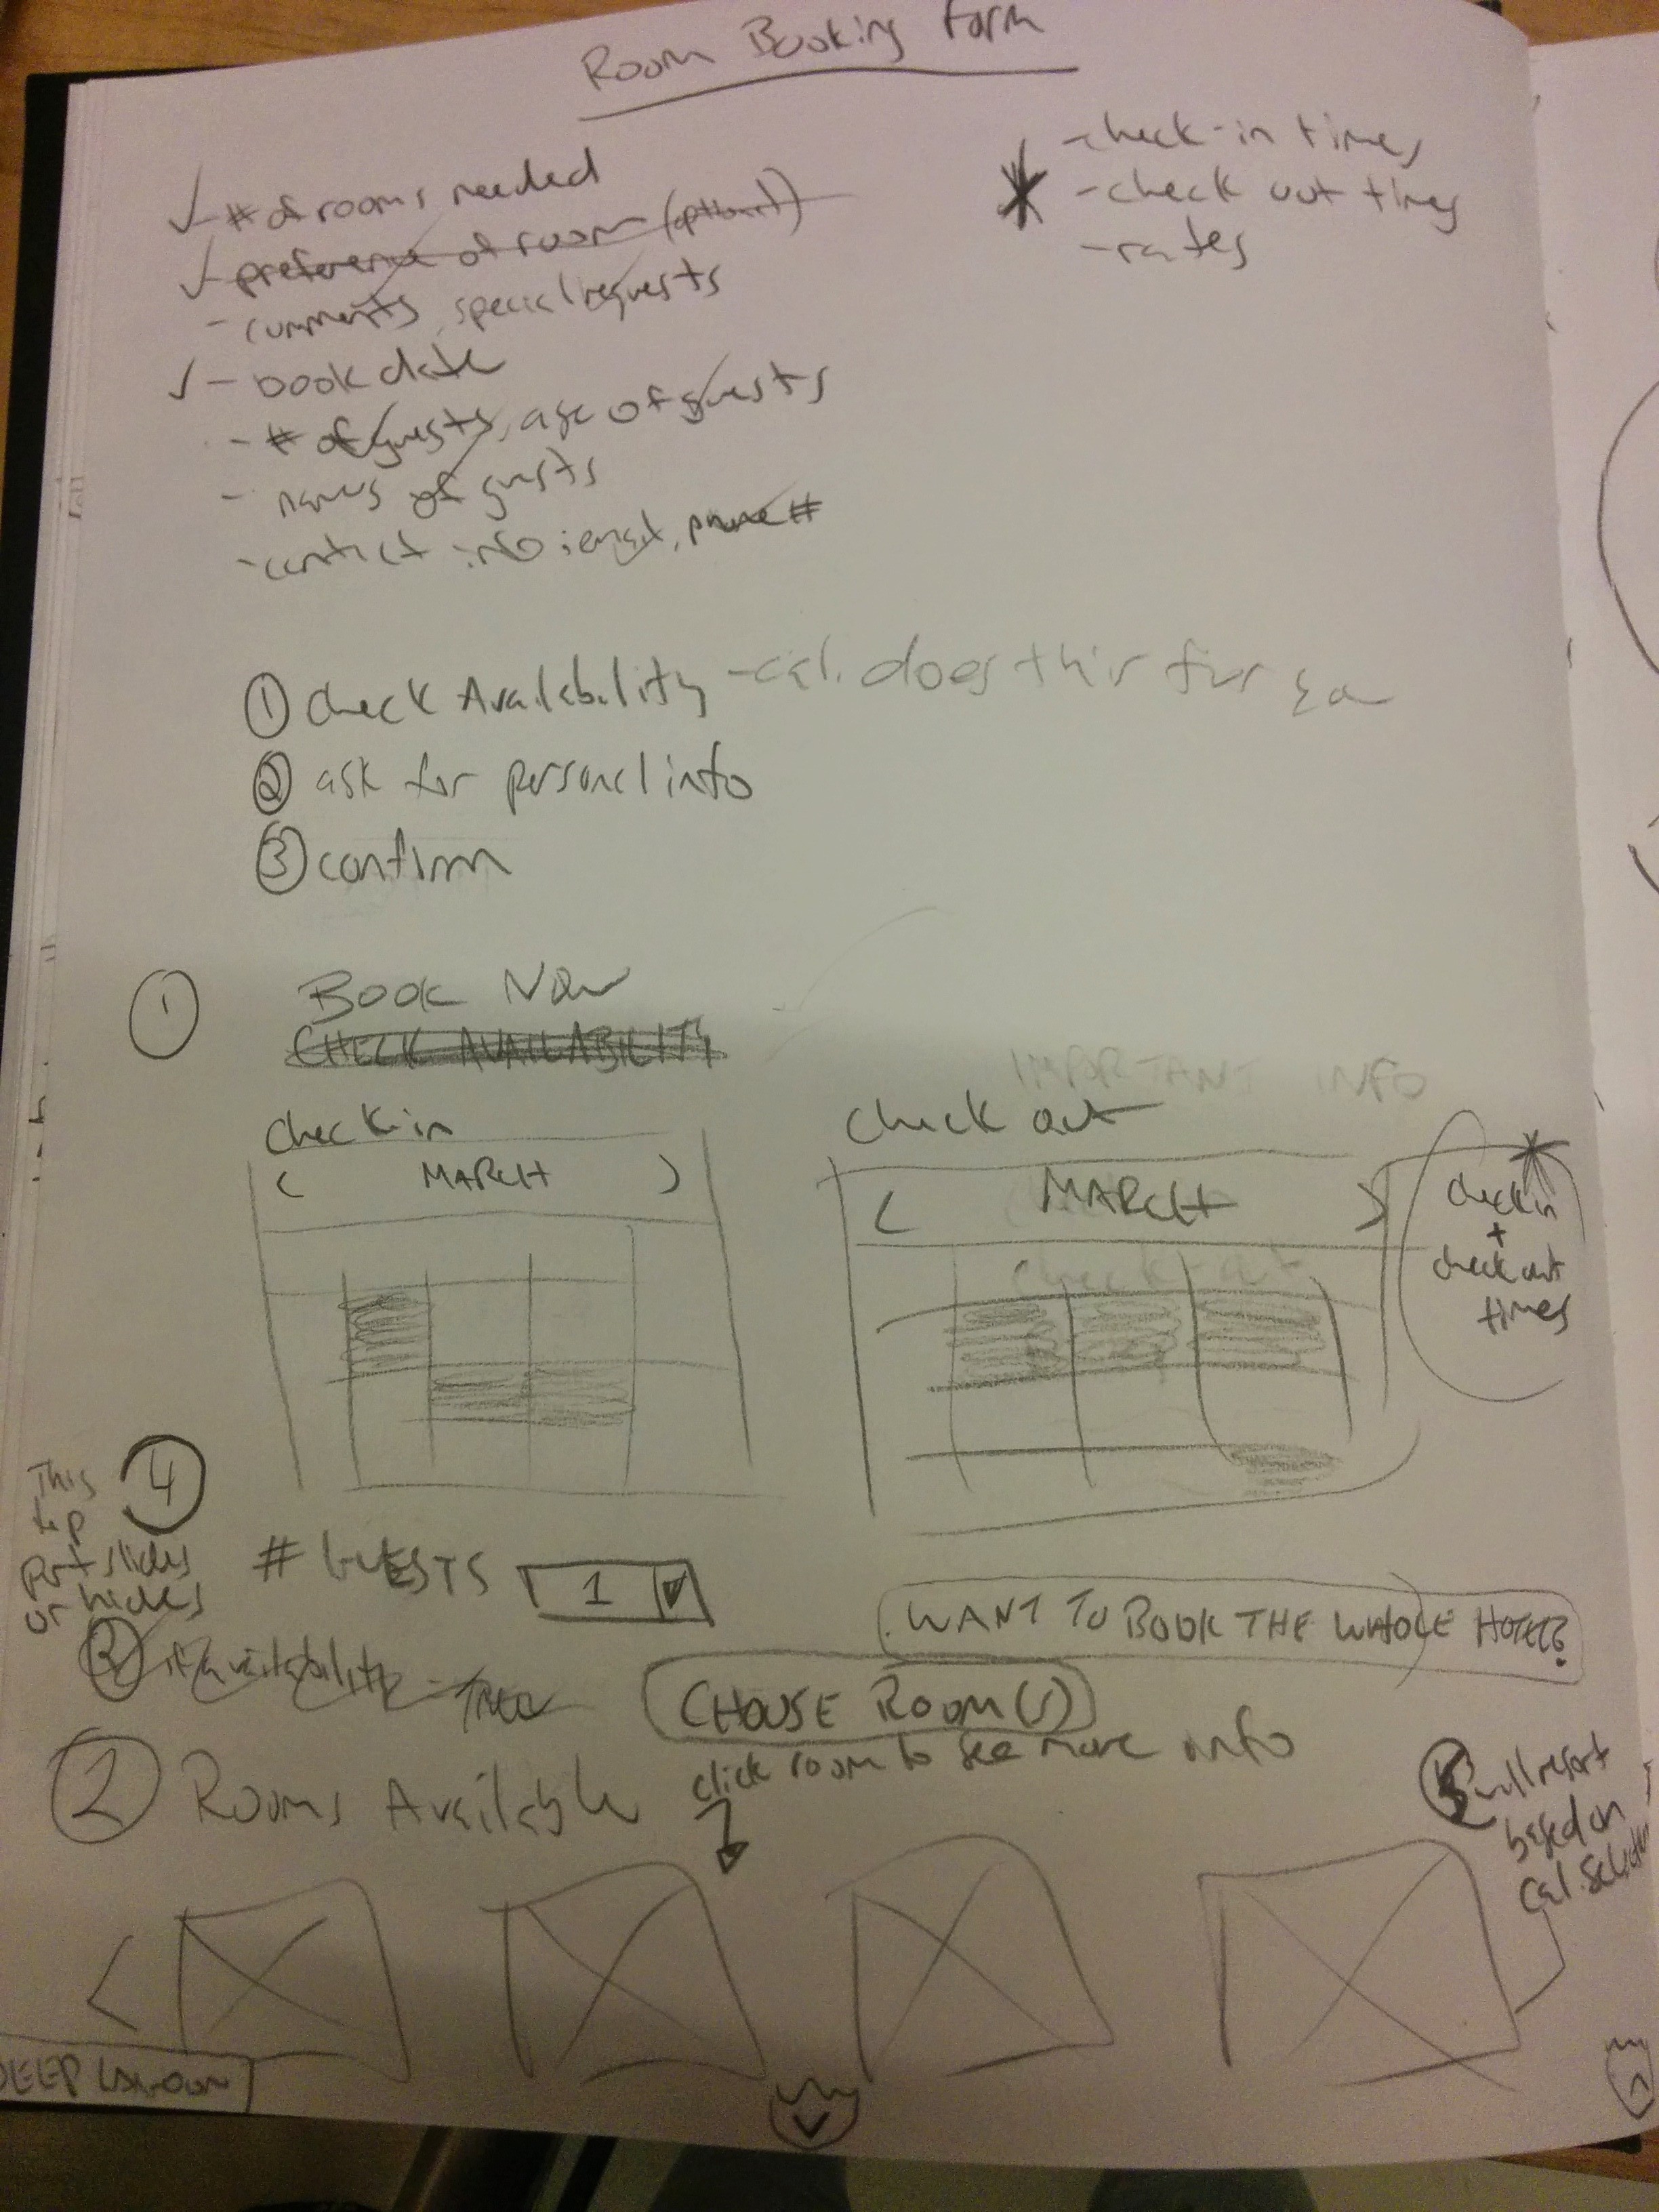 Room Booking Form
✓ - # of rooms needed
✓ - preference of room (optional)
- comments, special requests
✓ - book date
- # of guests, age of guests
- names of guests
- contact info: email, phone #
- check-in times
* - check out times
- rates
① Check Availability - cal. does this for you
② ask for personal info
③ confirm
① BOOK NOW
CHECK AVAILABILITY
IMPORTANT INFO
Check-in
Check out
< MARCH >
< MARCH >
check-out
*
check in
+
check out
times
④
This
top
part slides
or hides
# GUESTS 1
WANT TO BOOK THE WHOLE HOTEL?
if availability - then
CHOOSE ROOM(S)
② Rooms Available
click room to see more info
will resort
based on
cal. selection
DEEP LAGOON